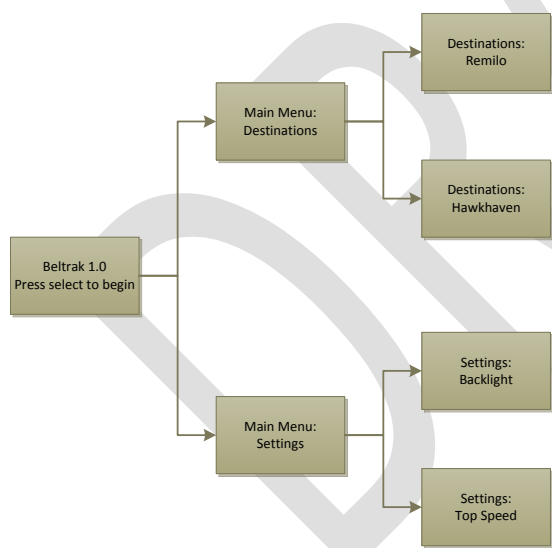 Destinations:
Remilo
Main Menu:
Destinations
Destinations:
Hawkhaven
Beltrak 1.0
Press select to begin
Settings:
Backlight
Main Menu:
Settings
Settings:
Top Speed